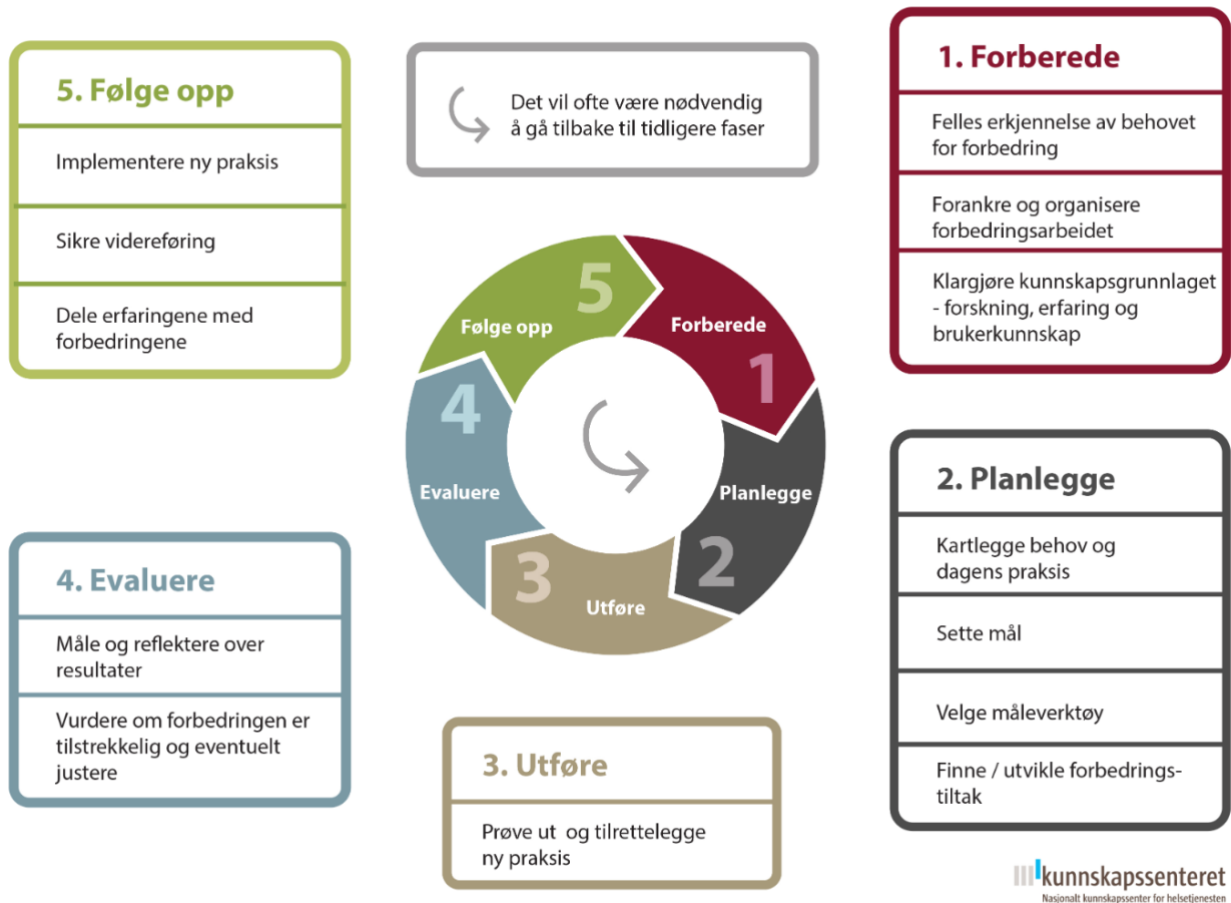 1. Forberede
Felles erkjennelse av behovet
for forbedring
Forankre og organisere
forbedringsarbeidet
Klargjøre kunnskapsgrunnlaget
- forskning, erfaring og
brukerkunnskap
2. Planlegge
Kartlegge behov og
dagens praksis
Sette mål
Velge måleverktøy
Finne / utvikle forbedrings-
tiltak
3. Utføre
Prøve ut og tilrettelegge
ny praksis
4. Evaluere
Måle og reflektere over
resultater
Vurdere om forbedringen er
tilstrekkelig og eventuelt
justere
5. Følge opp
Implementere ny praksis
Sikre videreføring
Dele erfaringene med
forbedringene
Det vil ofte være nødvendig
å gå tilbake til tidligere faser
Forberede
1
Planlegge
2
Utføre
3
Evaluere
4
Følge opp
5
kunnskapssenteret
Nasjonalt kunnskapssenter for helsetjenesten